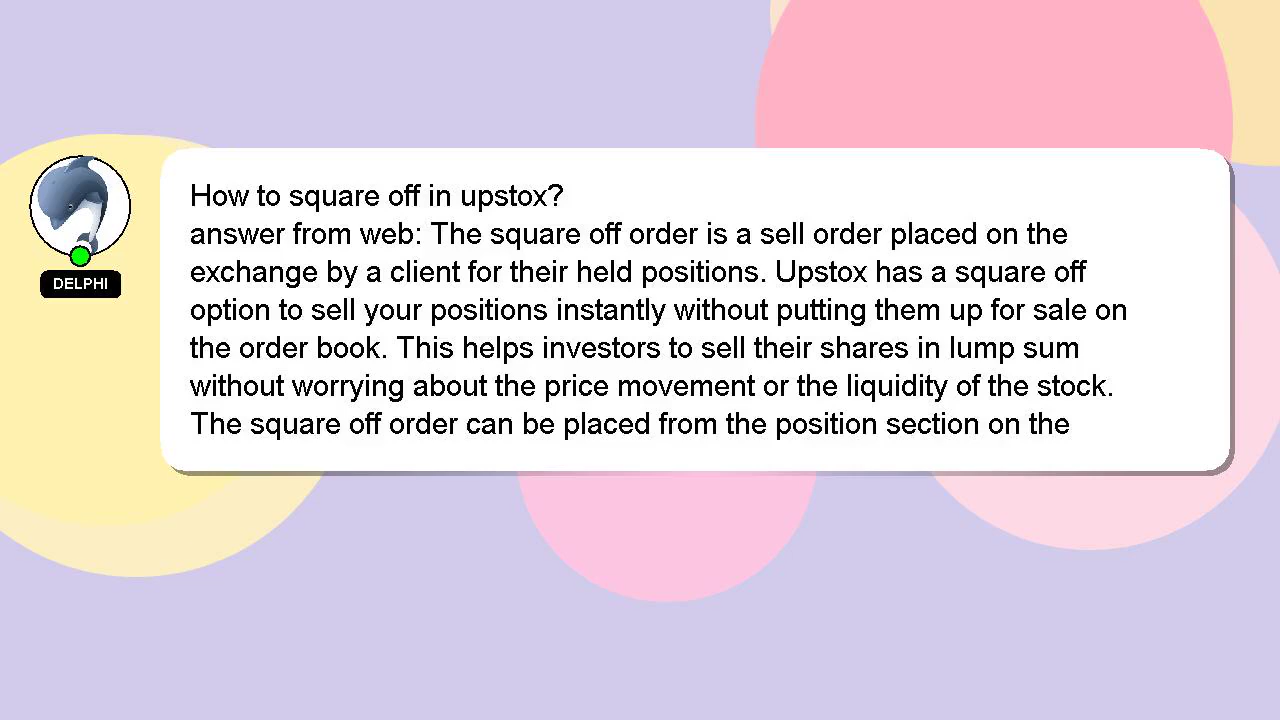 How to square off in upstox?
answer from web: The square off order is a sell order placed on the
exchange by a client for their held positions. Upstox has a square off
option to sell your positions instantly without putting them up for sale on
the order book. This helps investors to sell their shares in lump sum
without worrying about the price movement or the liquidity of the stock.
The square off order can be placed from the position section on the
DELPHI